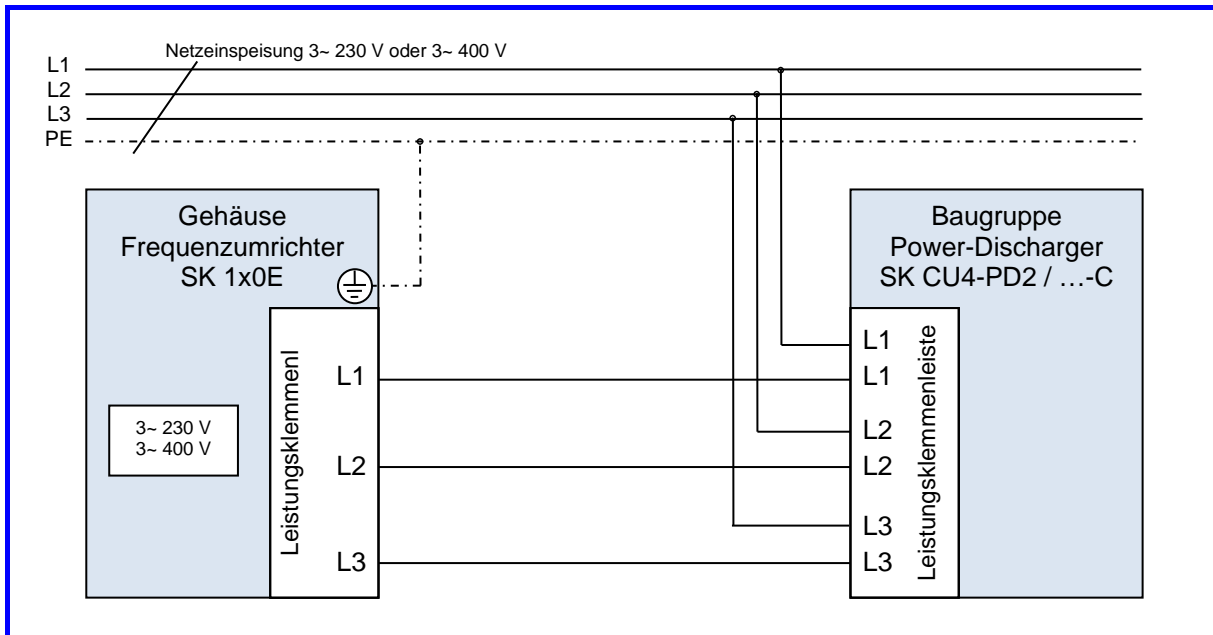 Netzeinspeisung 3~ 230 V oder 3~ 400 V
L1
L2
L3
PE
Gehäuse
Frequenzumrichter
SK 1x0E
3~ 230 V
3~ 400 V
Leistungsklemmenl
L1
L2
L3
Baugruppe
Power-Discharger
SK CU4-PD2 / …-C
L1
L1
L2
L2
L3
L3
Leistungsklemmenleiste